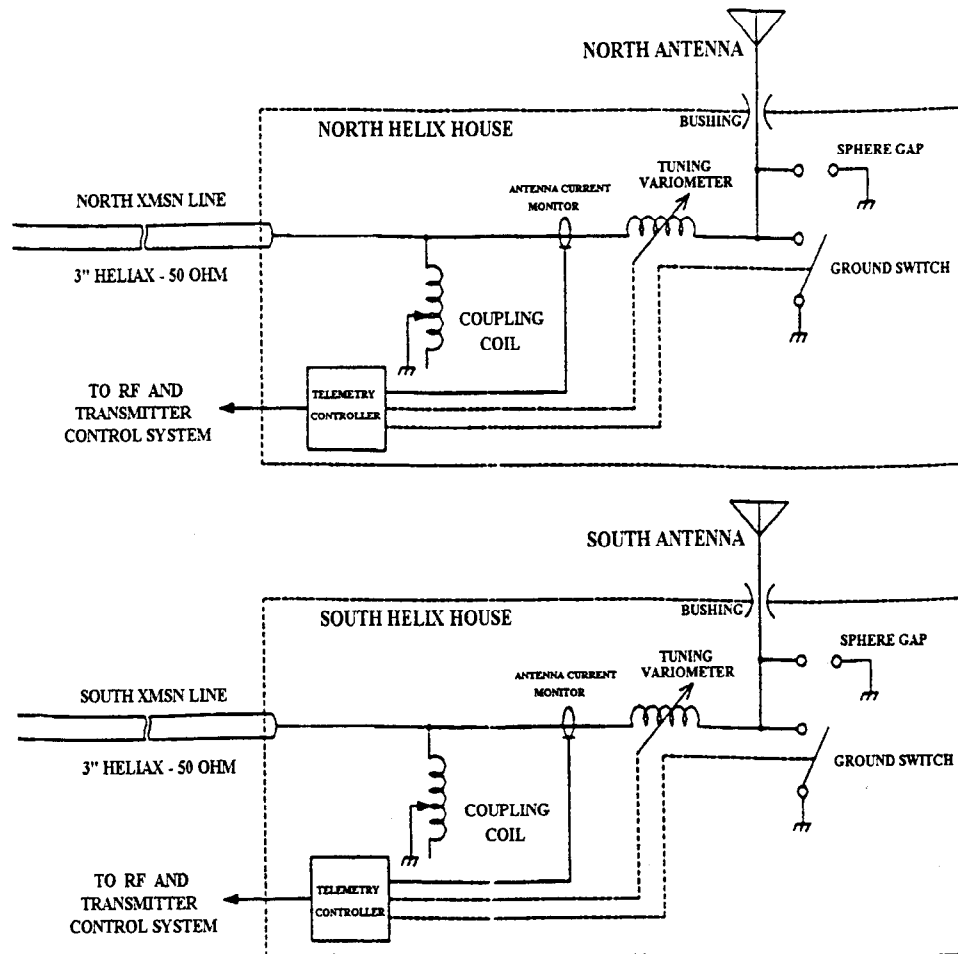 NORTH ANTENNA
BUSHING
NORTH HELIX HOUSE
SPHERE GAP
TUNING
VARIOMETER
ANTENNA CURRENT
MONITOR
NORTH XMSN LINE
3" HELIAX - 50 OHM
GROUND SWITCH
COUPLING
COIL
TELEMETRY
CONTROLLER
TO RF AND
TRANSMITTER
CONTROL SYSTEM
SOUTH ANTENNA
BUSHING
SOUTH HELIX HOUSE
SPHERE GAP
TUNING
VARIOMETER
ANTENNA CURRENT
MONITOR
SOUTH XMSN LINE
3" HELIAX - 50 OHM
GROUND SWITCH
COUPLING
COIL
TELEMETRY
CONTROLLER
TO RF AND
TRANSMITTER
CONTROL SYSTEM